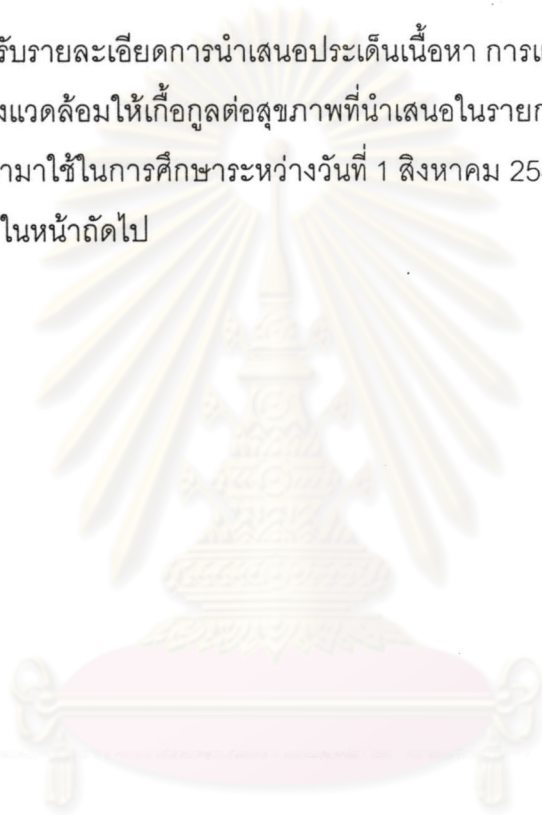 รับรายละเอียดการนำเสนอประเด็นเนื้อหา การ
งแวดล้อมให้เกื้อกูลต่อสุขภาพที่นำเสนอในราย
ามาใช้ในการศึกษาระหว่างวันที่ 1 สิงหาคม 25
ในหน้าถัดไป